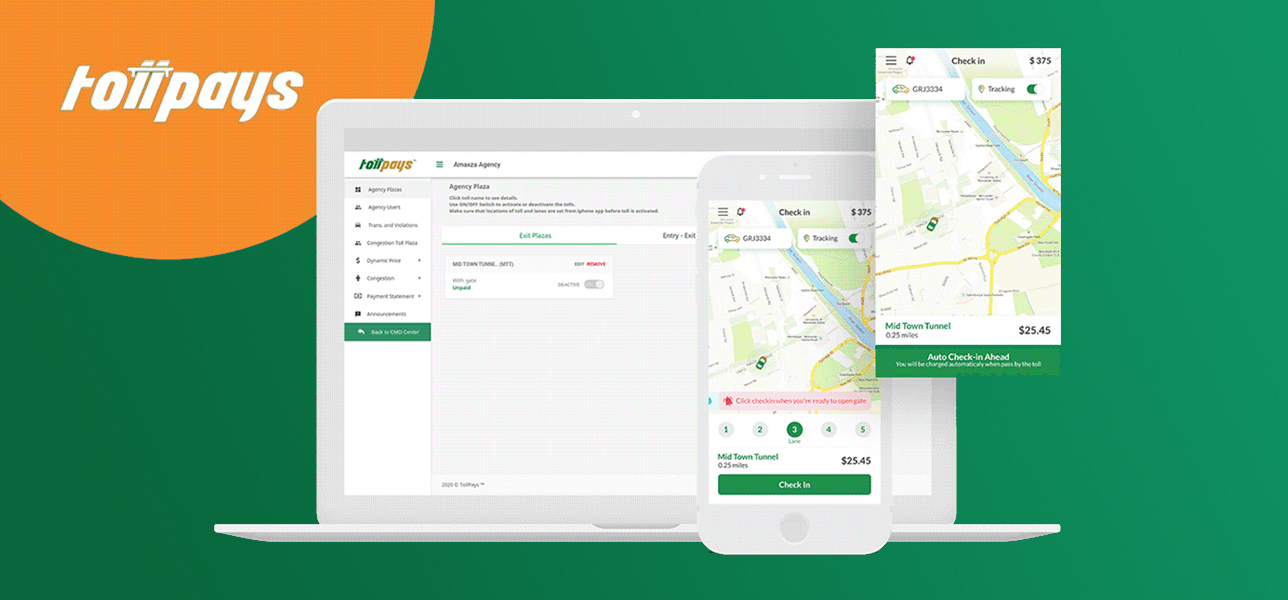 tollpays
tollpays™
Amaxza Agency
Agency Plazas
Agency Users
Trans. and Violations
Congestion Toll Plaza
Dynamic Price
Congestion
Payment Statement
Announcements
Back to CMD Center
Agency Plaza
Click toll name to see details.
Use ON/OFF Switch to activate or deactivate the tolls.
Make sure that locations of toll and lanes are set from iphone app before toll is activated.
Exit Plazas
Entry - Exit
MID TOWN TUNNE.. (MTT)
EDIT REMOVE
With gate
Unpaid
DEACTIVE
2020 © TollPays ™
Check in
$ 375
GRJ3334
Tracking
Click checkin when you're ready to open gate
1 2 3 4 5
Lane
Mid Town Tunnel
0.25 miles
$25.45
Check In
Check in
$ 375
GRJ3334
Tracking
Mid Town Tunnel
0.25 miles
$25.45
Auto Check-in Ahead
You will be charged automaticaly when pass by the toll